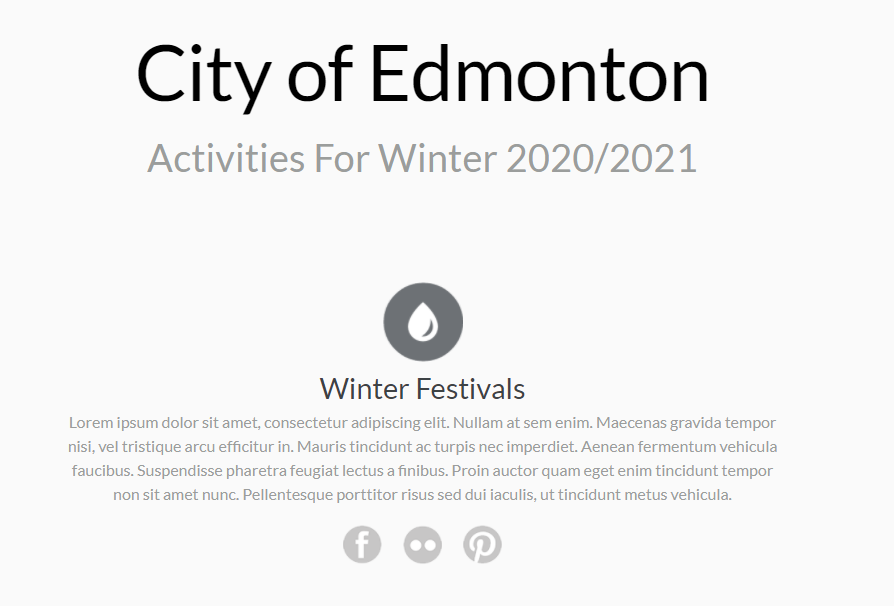 City of Edmonton
Activities For Winter 2020/2021
Winter Festivals
Lorem ipsum dolor sit amet, consectetur adipiscing elit. Nullam at sem enim. Maecenas gravida tempor
nisi, vel tristique arcu efficitur in. Mauris tincidunt ac turpis nec imperdiet. Aenean fermentum vehicula
faucibus. Suspendisse pharetra feugiat lectus a finibus. Proin auctor quam eget enim tincidunt tempor
non sit amet nunc. Pellentesque porttitor risus sed dui iaculis, ut tincidunt metus vehicula.